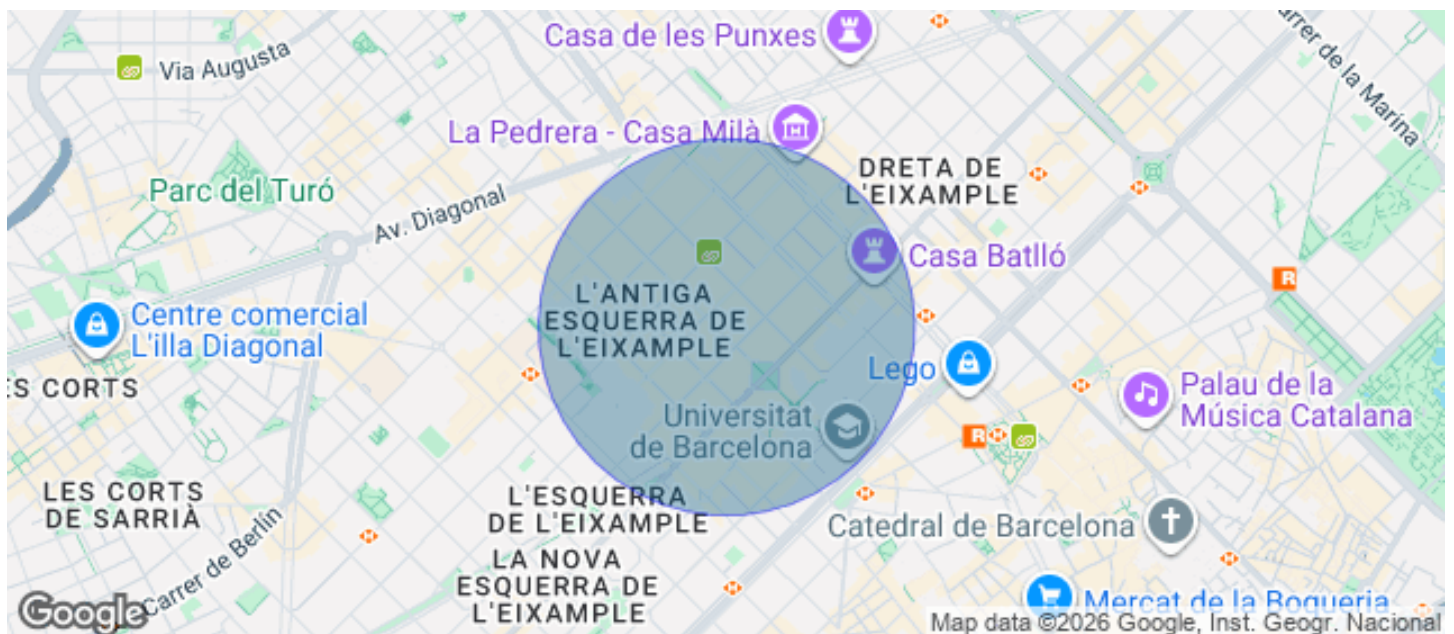 Casa de les Punxes
Carrer de la Marina
Via Augusta
La Pedrera - Casa Milà
DRETA DE
L'EIXAMPLE
Parc del Turó
Av. Diagonal
Casa Batlló
R
L'ANTIGA
ESQUERRA DE
L'EIXAMPLE
Centre comercial
L'illa Diagonal
Lego
ES CORTS
Palau de la
Música Catalana
Universitat
de Barcelona
R
LES CORTS
DE SARRIÀ
L'ESQUERRA
DE L'EIXAMPLE
Catedral de Barcelona
LA NOVA
ESQUERRA DE
L'EIXAMPLE
Carrer de Berlín
Mercat de la Boqueria
Google
Map data ©2026 Google, Inst. Geogr. Nacional